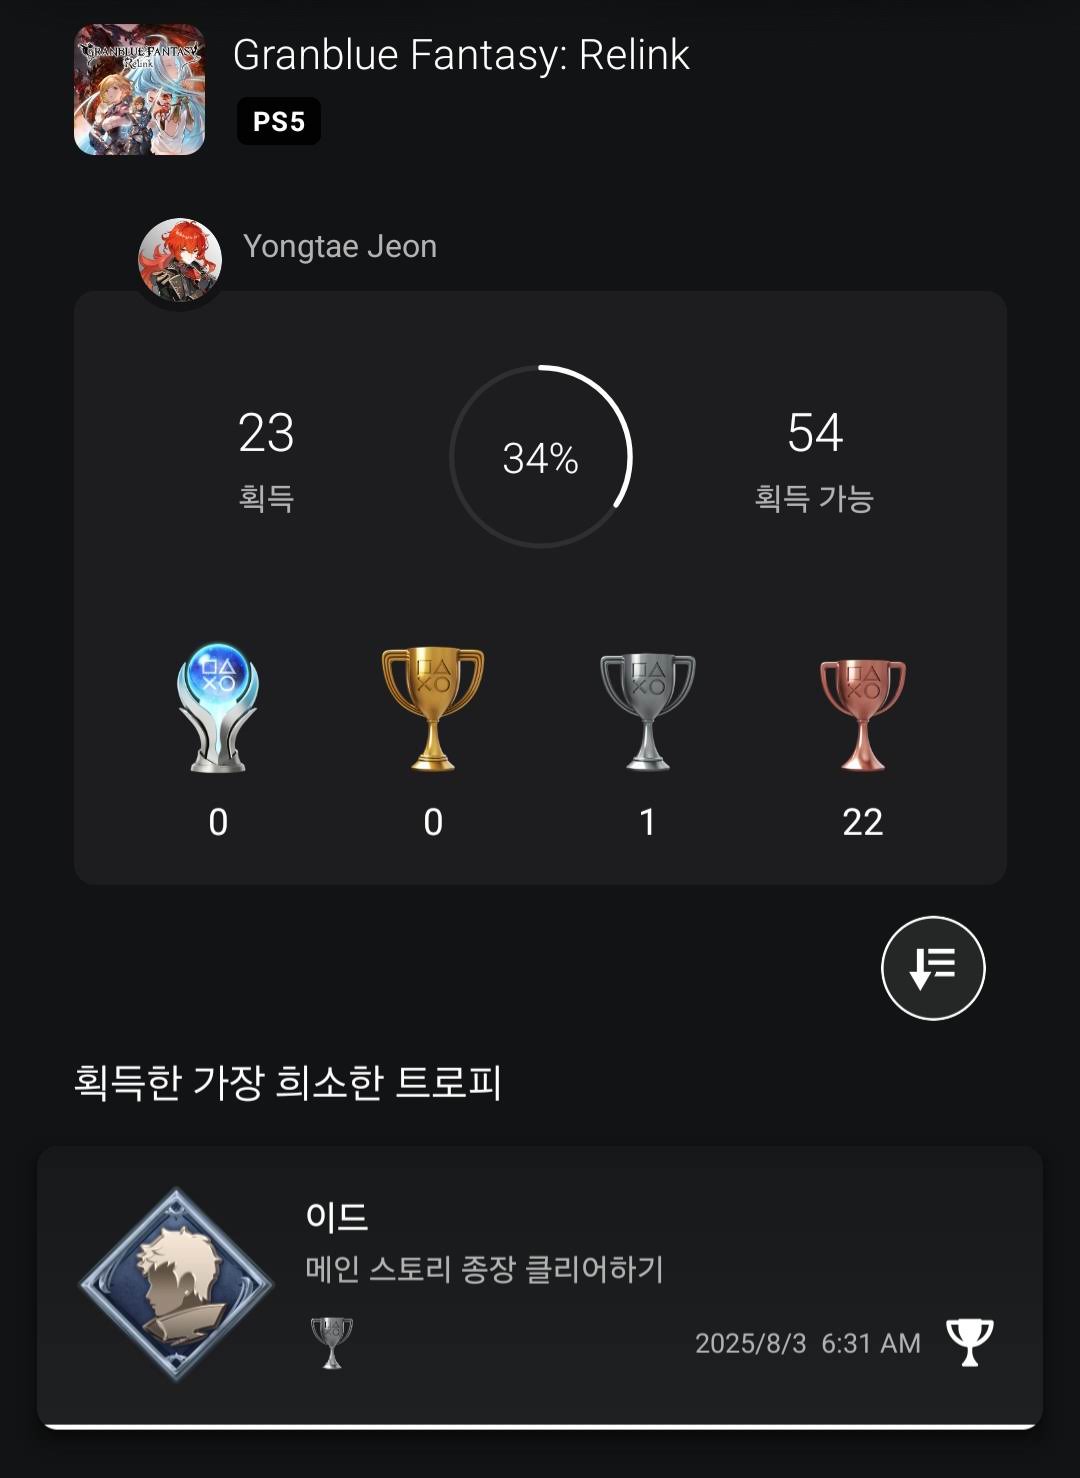 GRANBLUE FANTASY
Relink
Granblue Fantasy: Relink
PS5
Yongtae Jeon
23
획득
34%
54
획득 가능
0
0
1
22
획득한 가장 희소한 트로피
이드
메인 스토리 종장 클리어하기
2025/8/3 6:31 AM